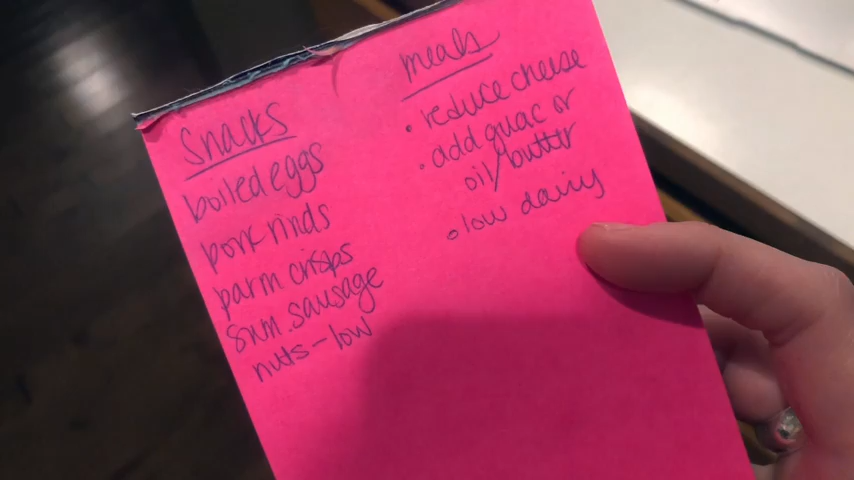 Snacks
boiled eggs
pork rinds
parm crisps
sum. sausage
nuts - low
meals
• reduce cheese
• add guac or
oil/butter
• low dairy